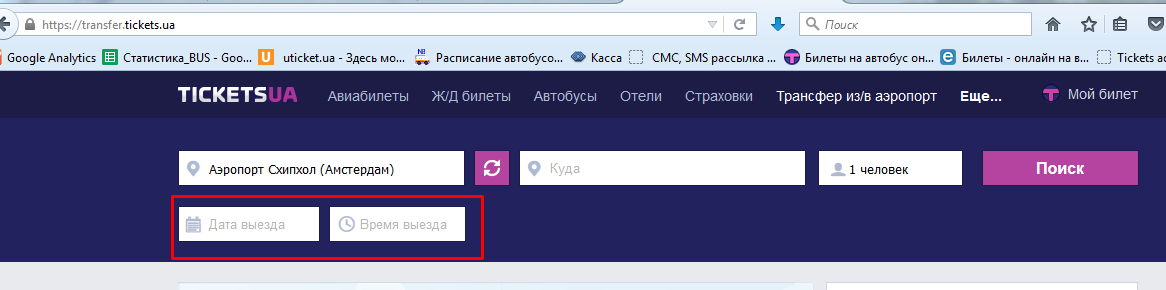 https://transfer.tickets.ua
Поиск
Google Analytics
Статистика_BUS - Goo...
uticket.ua - Здесь мо...
Расписание автобусо...
Касса
СМС, SMS рассылка ...
Билеты на автобус он...
Билеты - онлайн на в...
Tickets ac
TICKETSUA
Авиабилеты
Ж/Д билеты
Автобусы
Отели
Страховки
Трансфер из/в аэропорт
Еще...
Мой билет
Аэропорт Схипхол (Амстердам)
Куда
1 человек
Поиск
Дата выезда
Время выезда